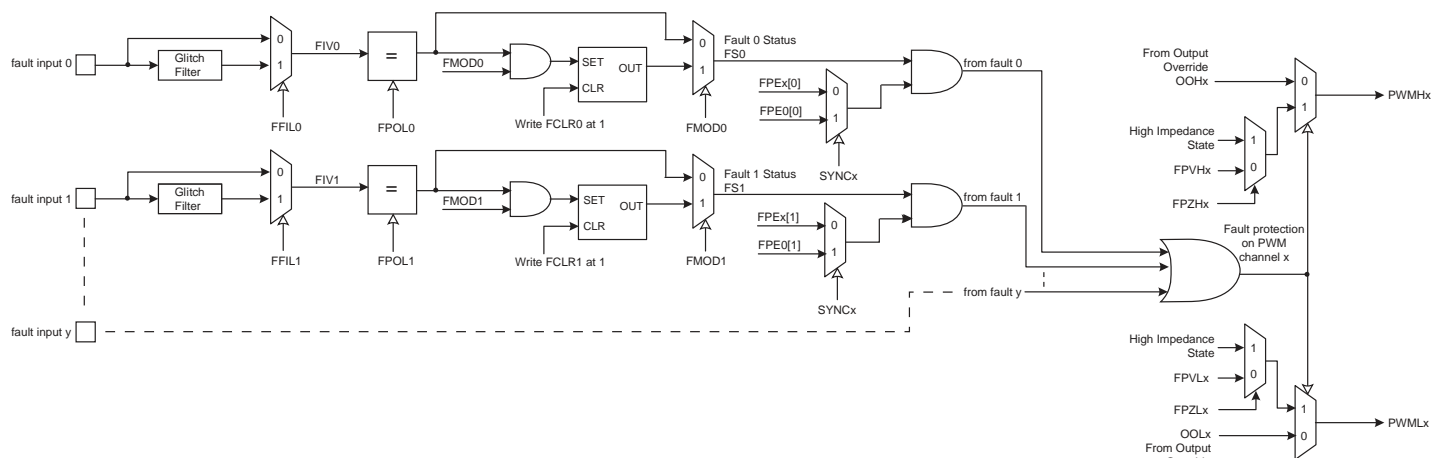 fault input 0
Glitch
Filter
0
1
FIV0
FFIL0
=
FPOL0
FMOD0
SET
OUT
CLR
Write FCLR0 at 1
0
1
FMOD0
Fault 0 Status
FS0
FPEx[0]
FPE0[0]
0
1
SYNCx
from fault 0
fault input 1
Glitch
Filter
0
1
FIV1
FFIL1
=
FPOL1
FMOD1
SET
OUT
CLR
Write FCLR1 at 1
0
1
FMOD1
Fault 1 Status
FS1
FPEx[1]
FPE0[1]
0
1
SYNCx
from fault 1
fault input y
from fault y
Fault protection
on PWM
channel x
From Output
Override
OOHx
0
1
PWMHx
High Impedance
State
FPVHx
1
0
FPZHx
High Impedance
State
FPVLx
1
0
FPZLx
OOLx
From Output
1
0
PWMLx